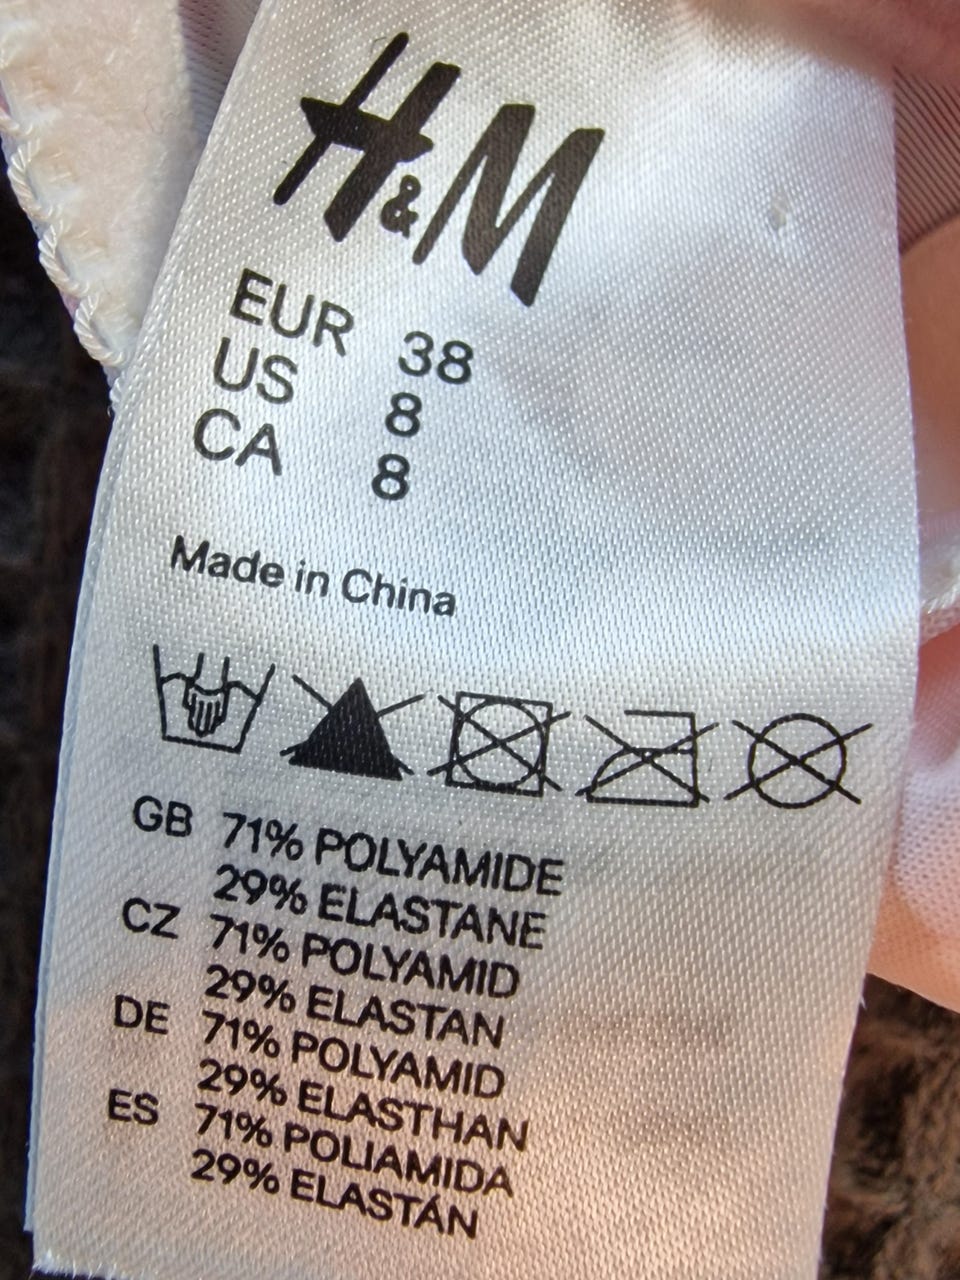 H&M
EUR 38
US 8
CA 8
Made in China
GB 71% POLYAMIDE
29% ELASTANE
CZ 71% POLYAMID
29% ELASTAN
DE 71% POLYAMID
29% ELASTHAN
ES 71% POLIAMIDA
29% ELASTÁN